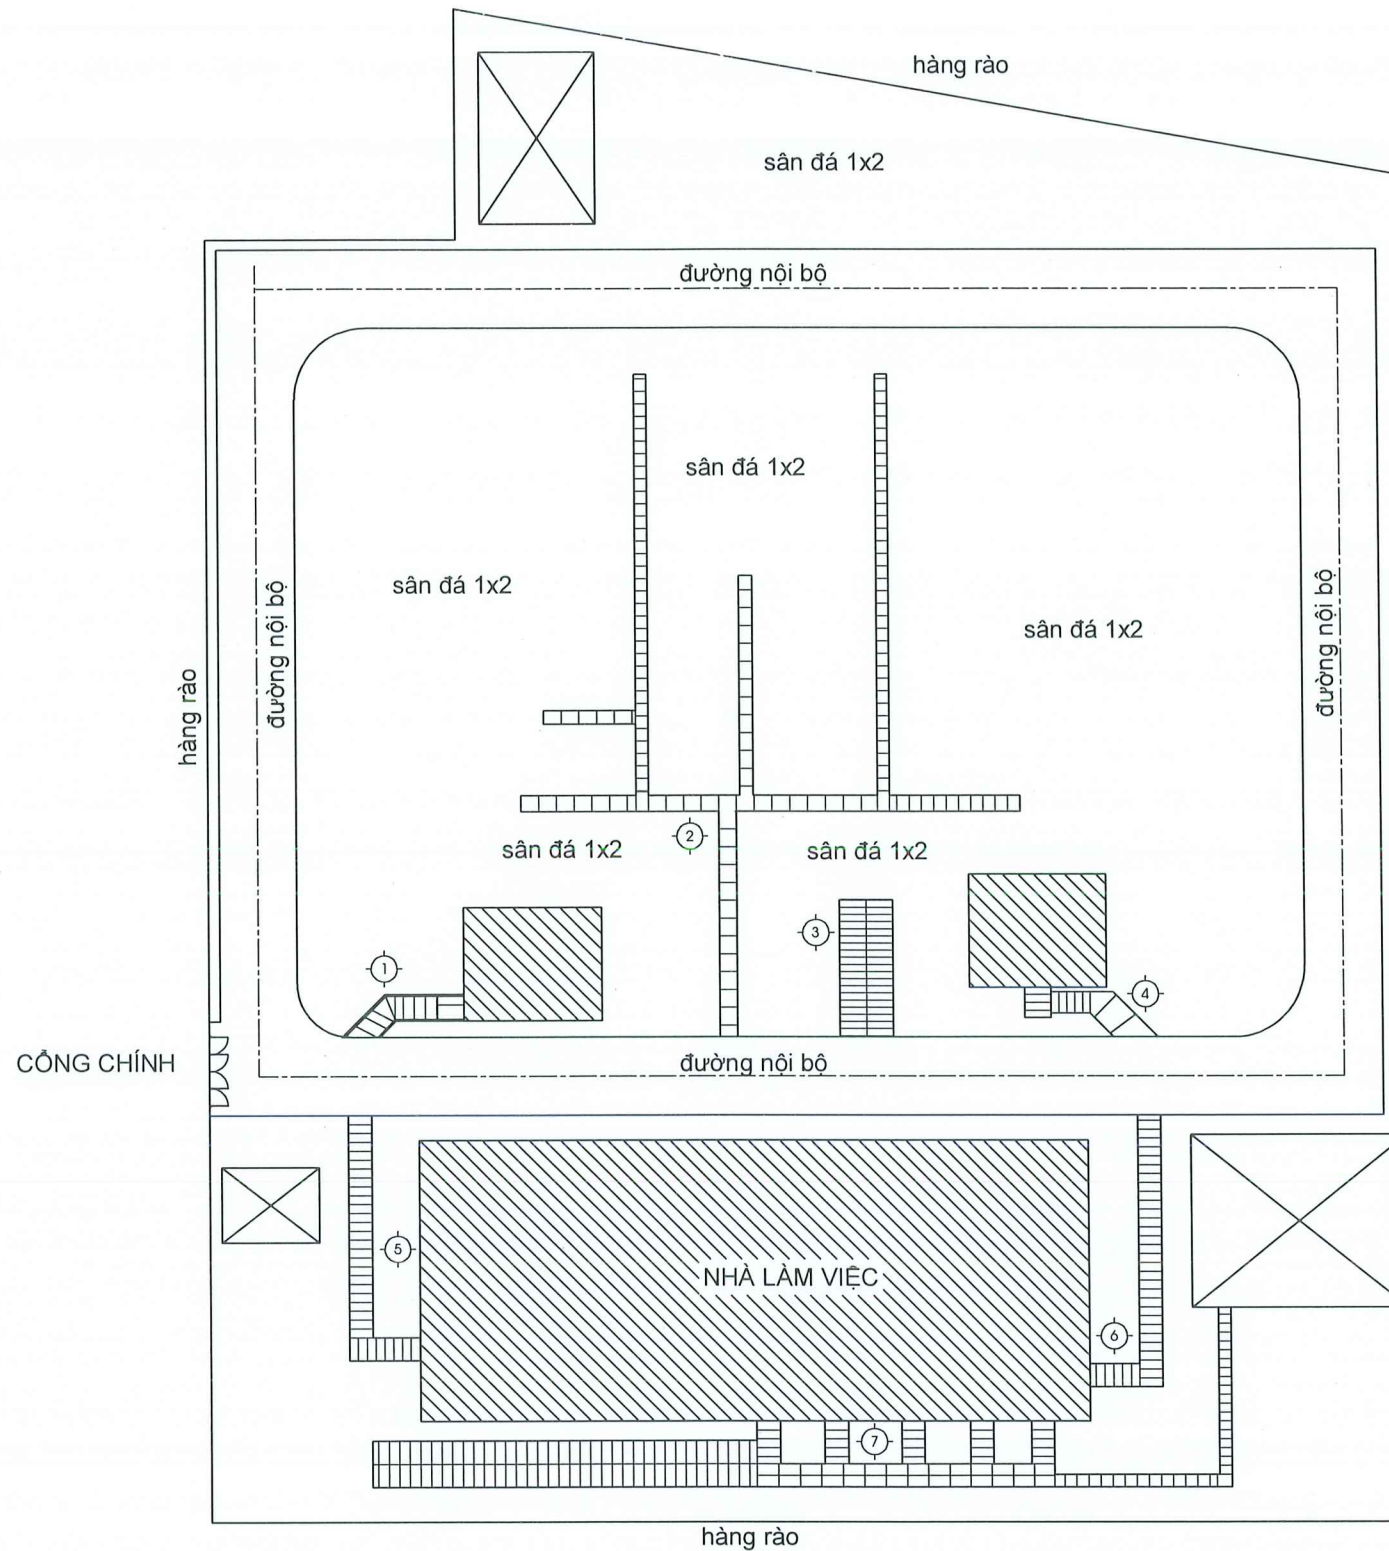 hàng rào
sân đá 1x2
đường nội bộ
sân đá 1x2
sân đá 1x2
đường nội bộ
sân đá 1x2
đường nội bộ
hàng rào
2
sân đá 1x2
sân đá 1x2
3
1
4
CỔNG CHÍNH
đường nội bộ
5
NHÀ LÀM VIỆC
6
7
hàng rào